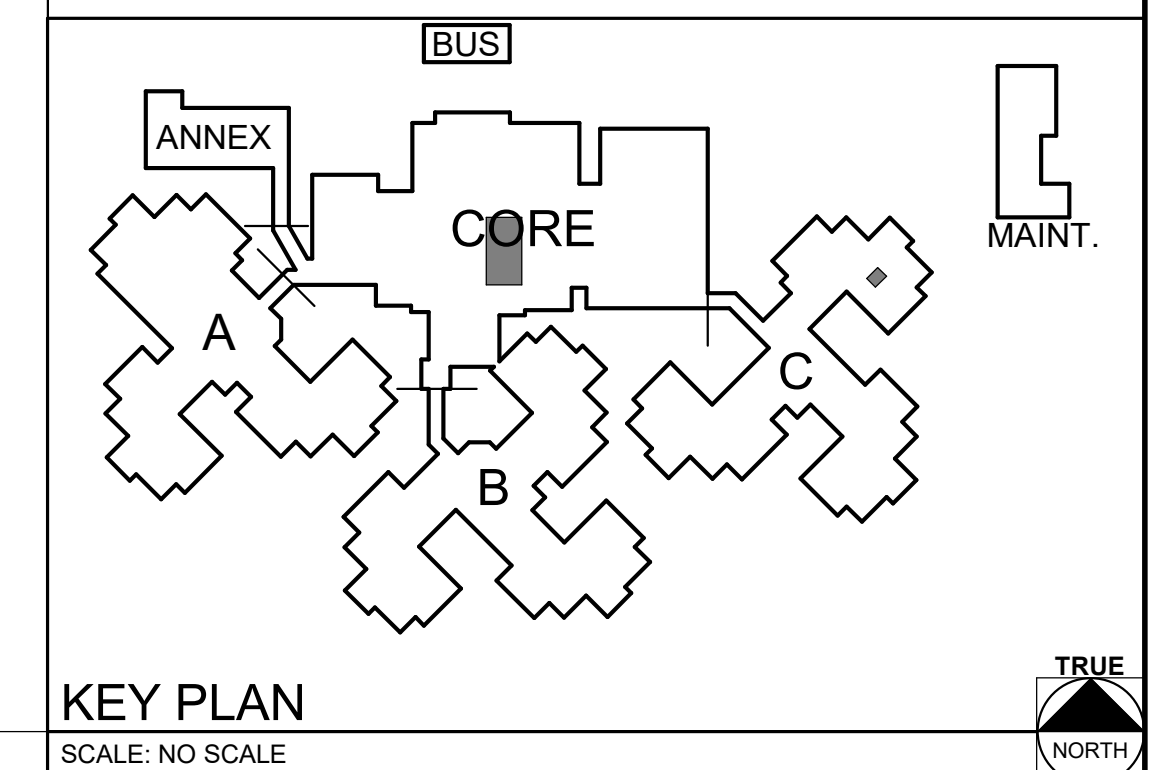 BUS
ANNEX
CORE
MAINT.
A
C
B
TRUE
KEY PLAN
NORTH
SCALE: NO SCALE